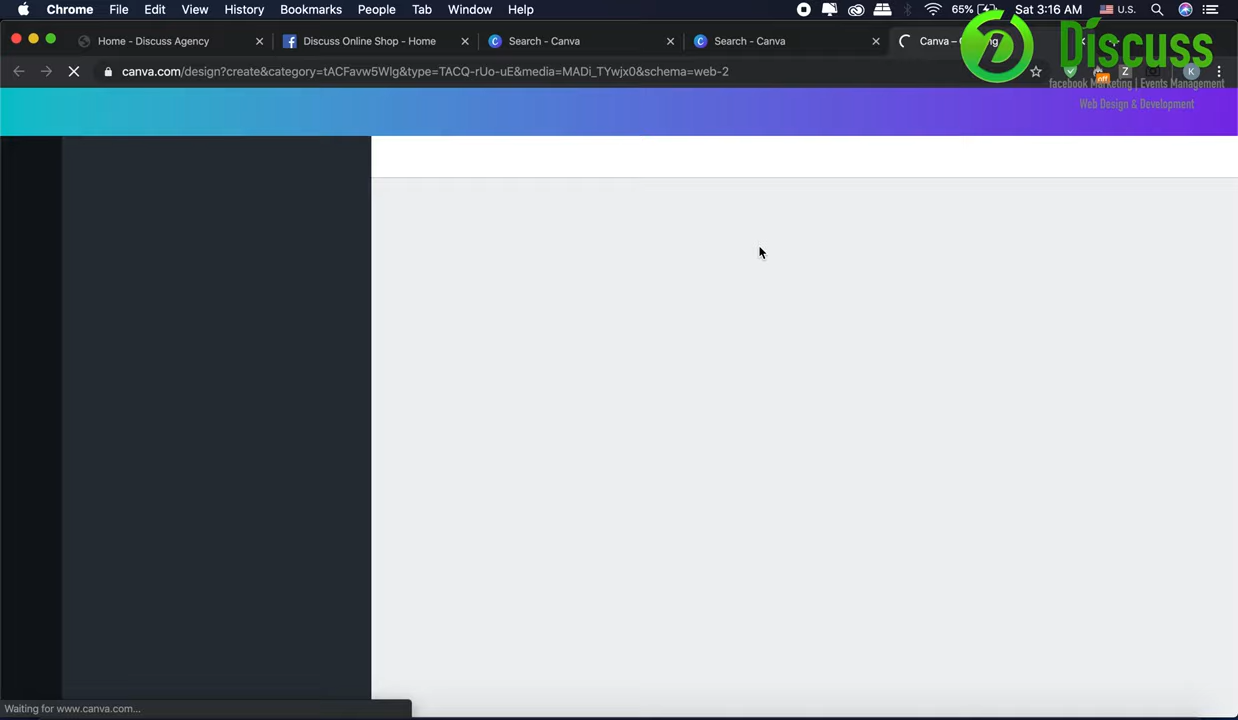 Chrome File Edit View History Bookmarks People Tab Window Help 65% Sat 3:16 AM U.S.
Home - Discuss Agency
Discuss Online Shop - Home
Search - Canva
Search - Canva
Canva –
Discuss
canva.com/design?create&category=tACFavw5Wlg&type=TACQ-rUo-uE&media=MADi_TYwjx0&schema=web-2
off
Z
K
facebook Marketing | Events Management
Web Design & Development
Waiting for www.canva.com...